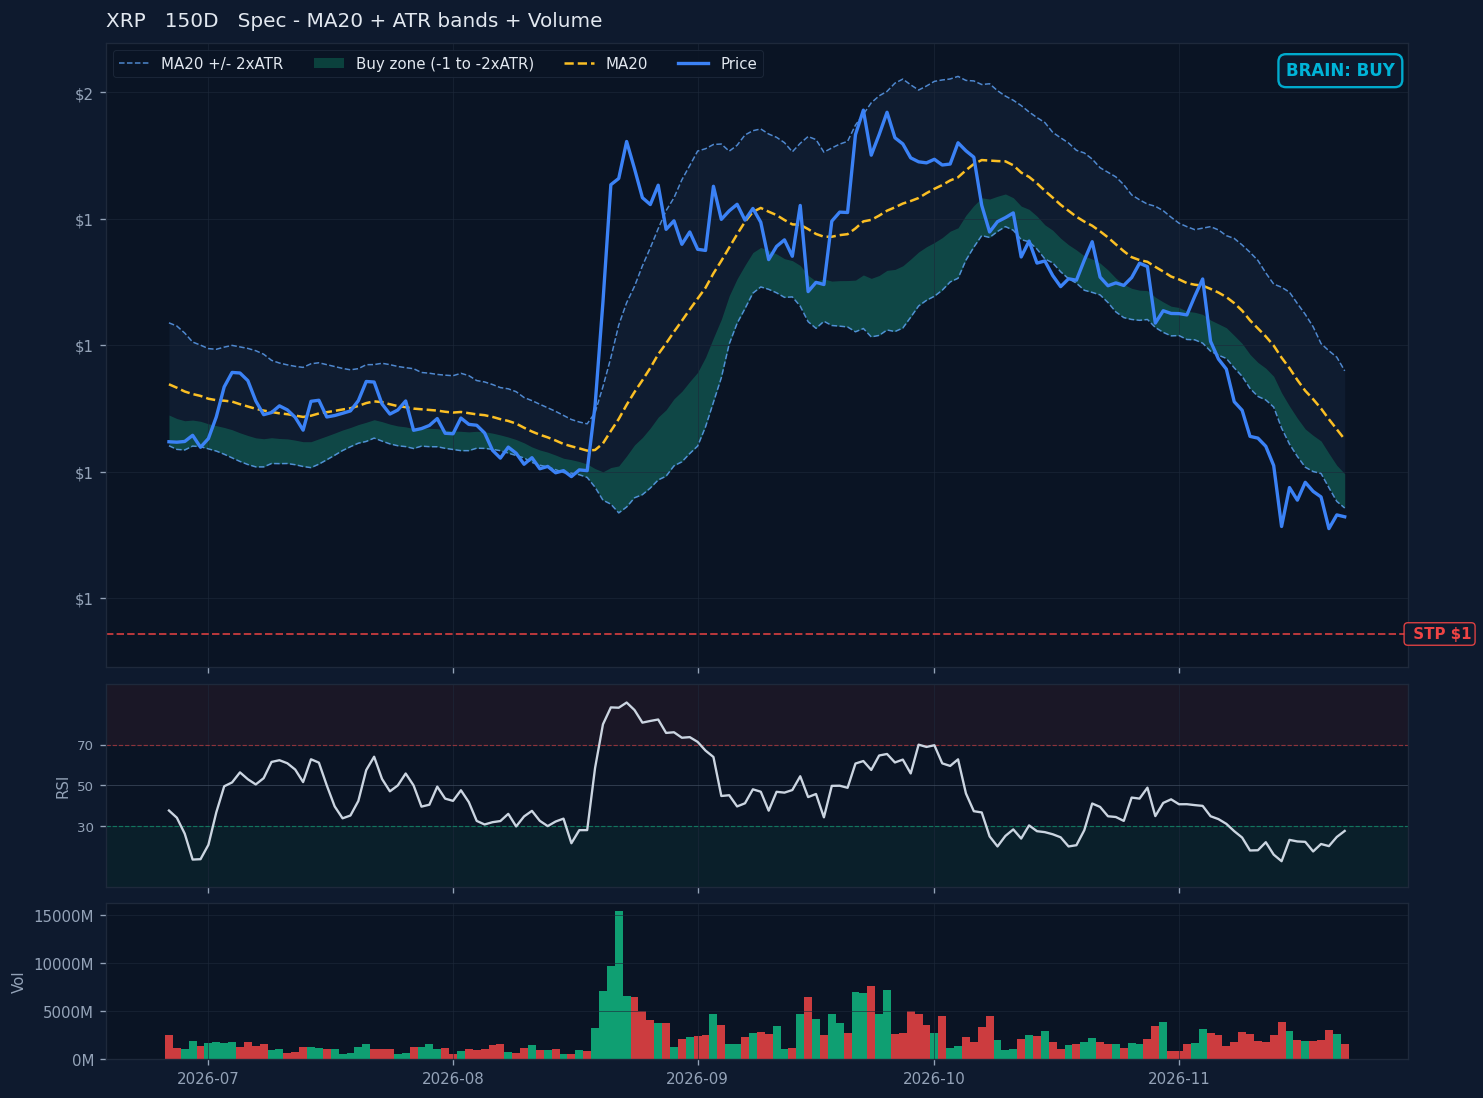 XRP   150D   Spec - MA20 + ATR bands + Volume
MA20 +/- 2xATR   Buy zone (-1 to -2xATR)   MA20   Price
BRAIN: BUY
$2
$1
$1
$1
$1
STP $1
RSI
70
50
30
Vol
15000M
10000M
5000M
0M
2026-07   2026-08   2026-09   2026-10   2026-11